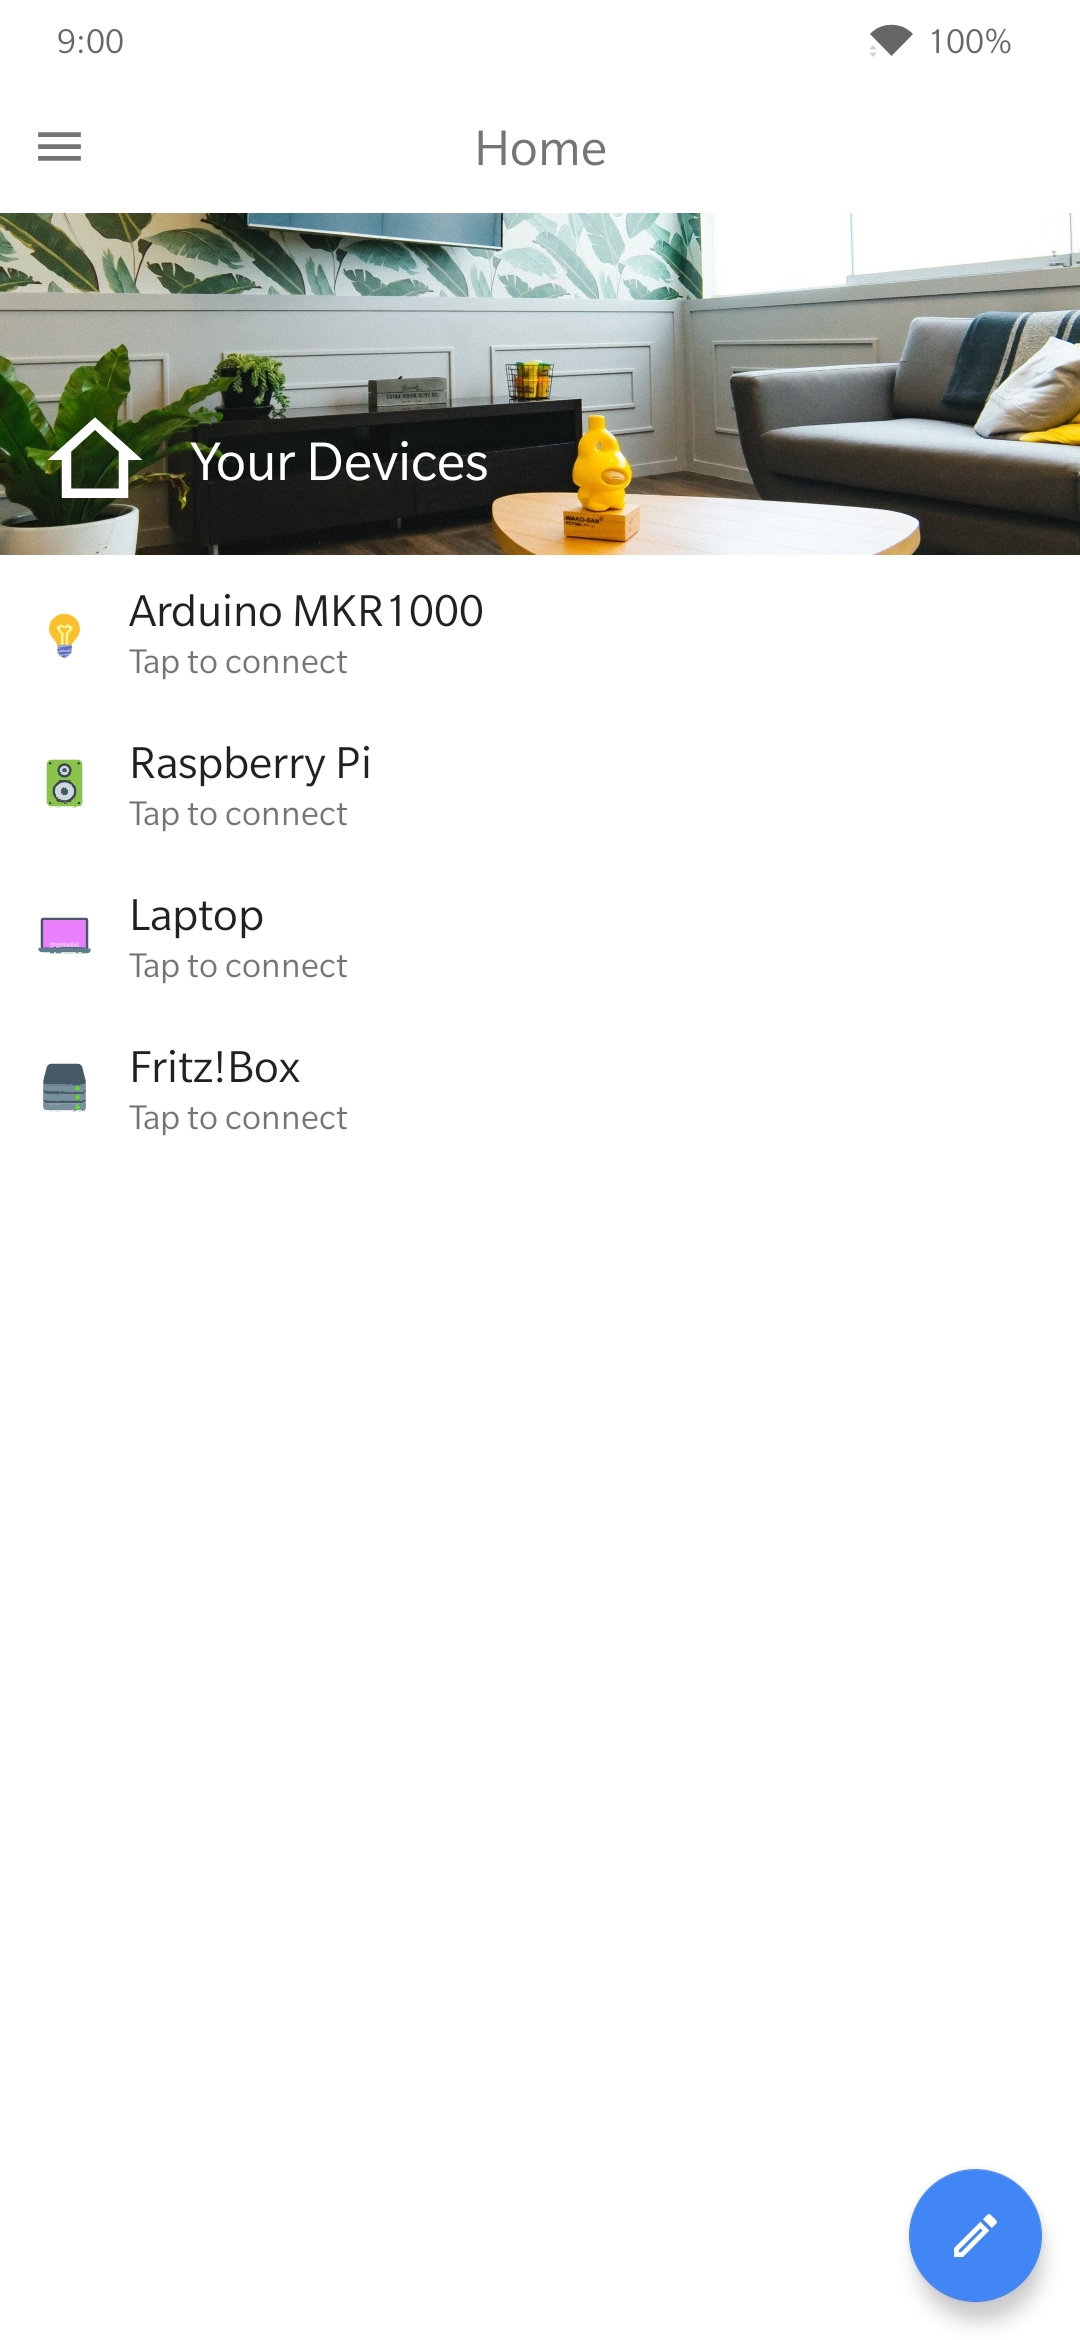 9:00
100%
Home
Your Devices
Arduino MKR1000
Tap to connect
Raspberry Pi
Tap to connect
Laptop
Tap to connect
Fritz!Box
Tap to connect